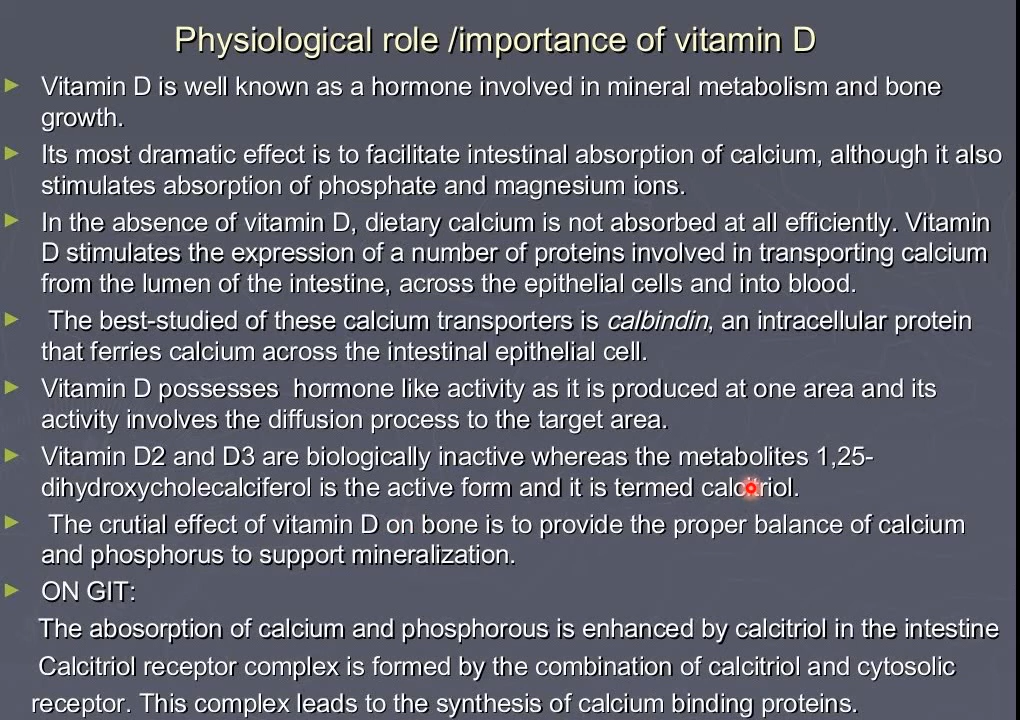 Physiological role /importance of vitamin D
Vitamin D is well known as a hormone involved in mineral metabolism and bone
growth.
Its most dramatic effect is to facilitate intestinal absorption of calcium, although it also
stimulates absorption of phosphate and magnesium ions.
In the absence of vitamin D, dietary calcium is not absorbed at all efficiently. Vitamin
D stimulates the expression of a number of proteins involved in transporting calcium
from the lumen of the intestine, across the epithelial cells and into blood.
The best-studied of these calcium transporters is calbindin, an intracellular protein
that ferries calcium across the intestinal epithelial cell.
Vitamin D possesses hormone like activity as it is produced at one area and its
activity involves the diffusion process to the target area.
Vitamin D2 and D3 are biologically inactive whereas the metabolites 1,25-
dihydroxycholecalciferol is the active form and it is termed calcitriol.
The crutial effect of vitamin D on bone is to provide the proper balance of calcium
and phosphorus to support mineralization.
ON GIT:
The abosorption of calcium and phosphorous is enhanced by calcitriol in the intestine
Calcitriol receptor complex is formed by the combination of calcitriol and cytosolic
receptor. This complex leads to the synthesis of calcium binding proteins.